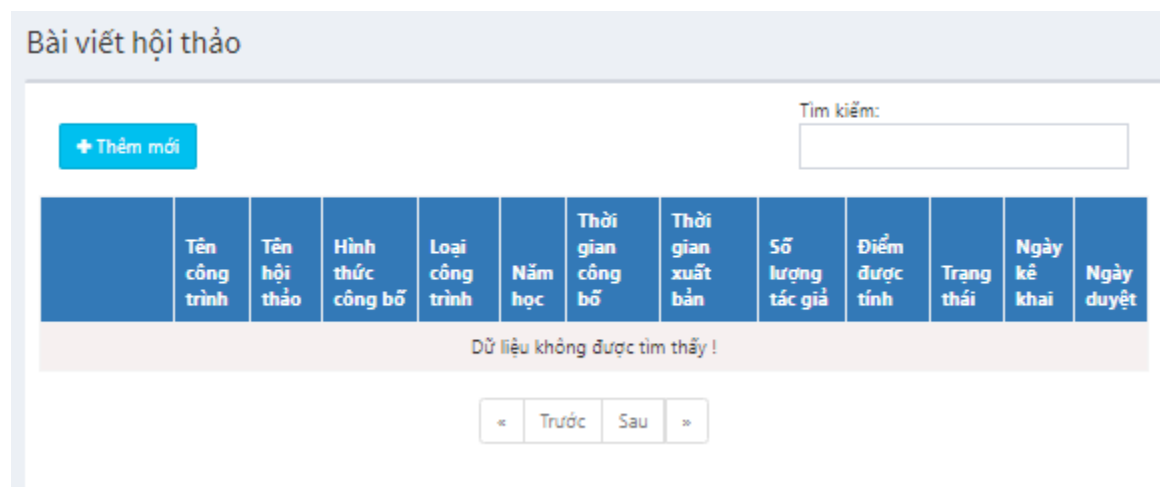 Bài viết hội thảo
Tìm kiếm:
Thêm mới
Tên công trình
Tên hội thảo
Hình thức công bố
Loại công trình
Năm học
Thời gian công bố
Thời gian xuất bản
Số lượng tác giả
Điểm được tính
Trạng thái
Ngày kê khai
Ngày duyệt
Dữ liệu không được tìm thấy !
« Trước Sau »